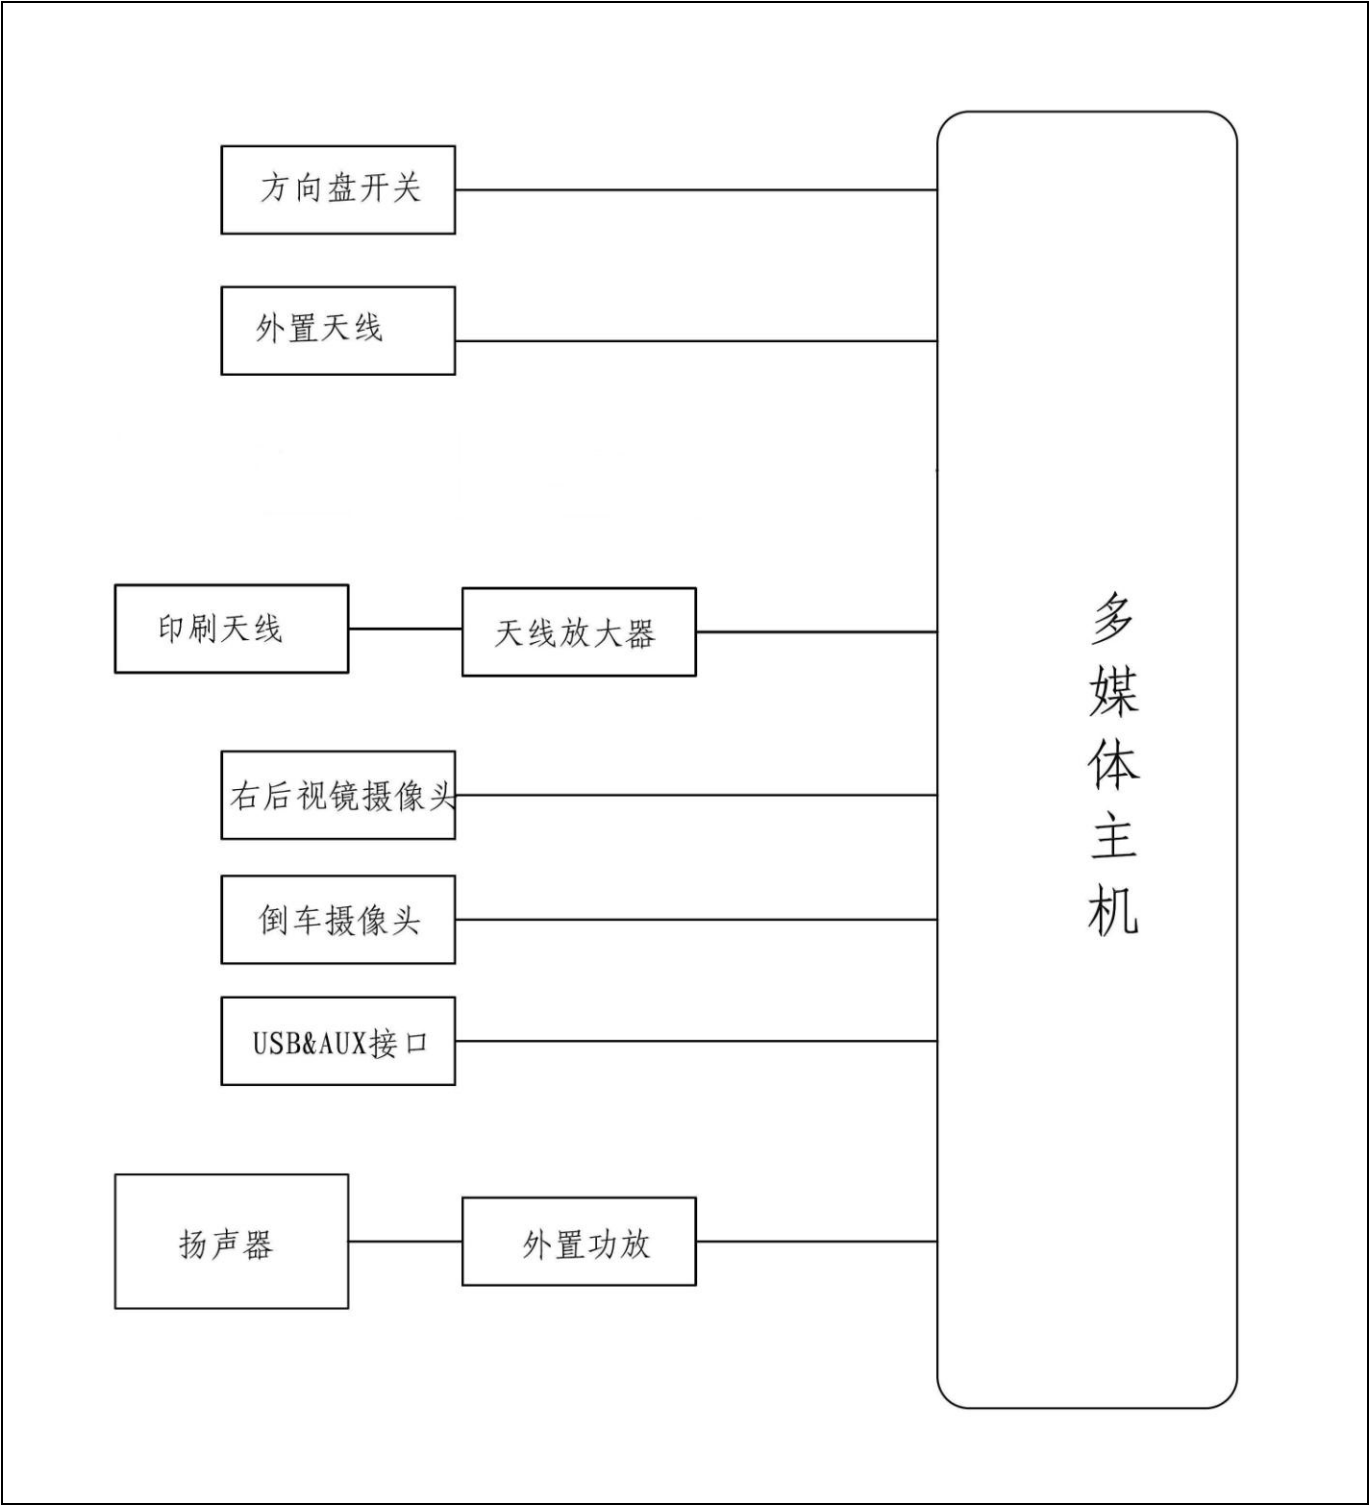 方向盘开关
外置天线
印刷天线
天线放大器
右后视镜摄像头
倒车摄像头
USB&AUX接口
扬声器
外置功放
多媒体主机